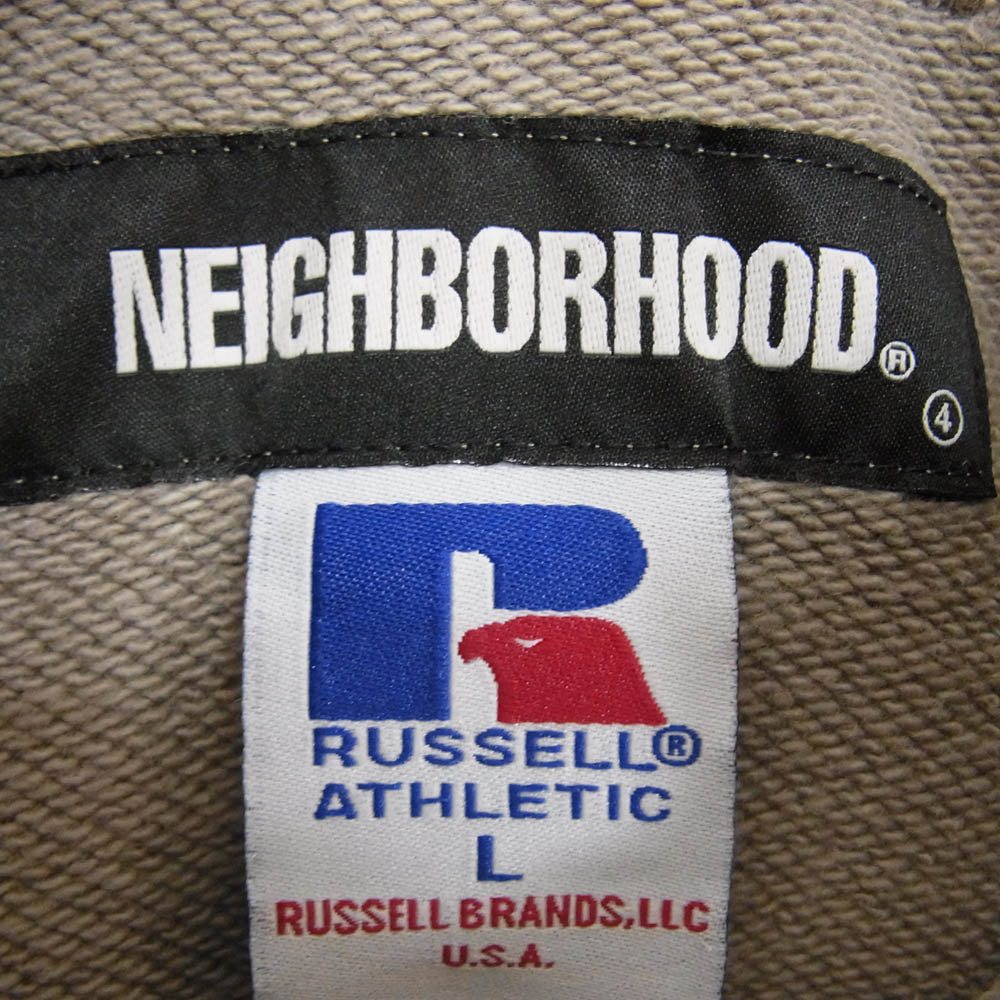 NEIGHBORHOOD®
④
RUSSELL®
ATHLETIC
L
RUSSELL BRANDS, LLC
U.S.A.